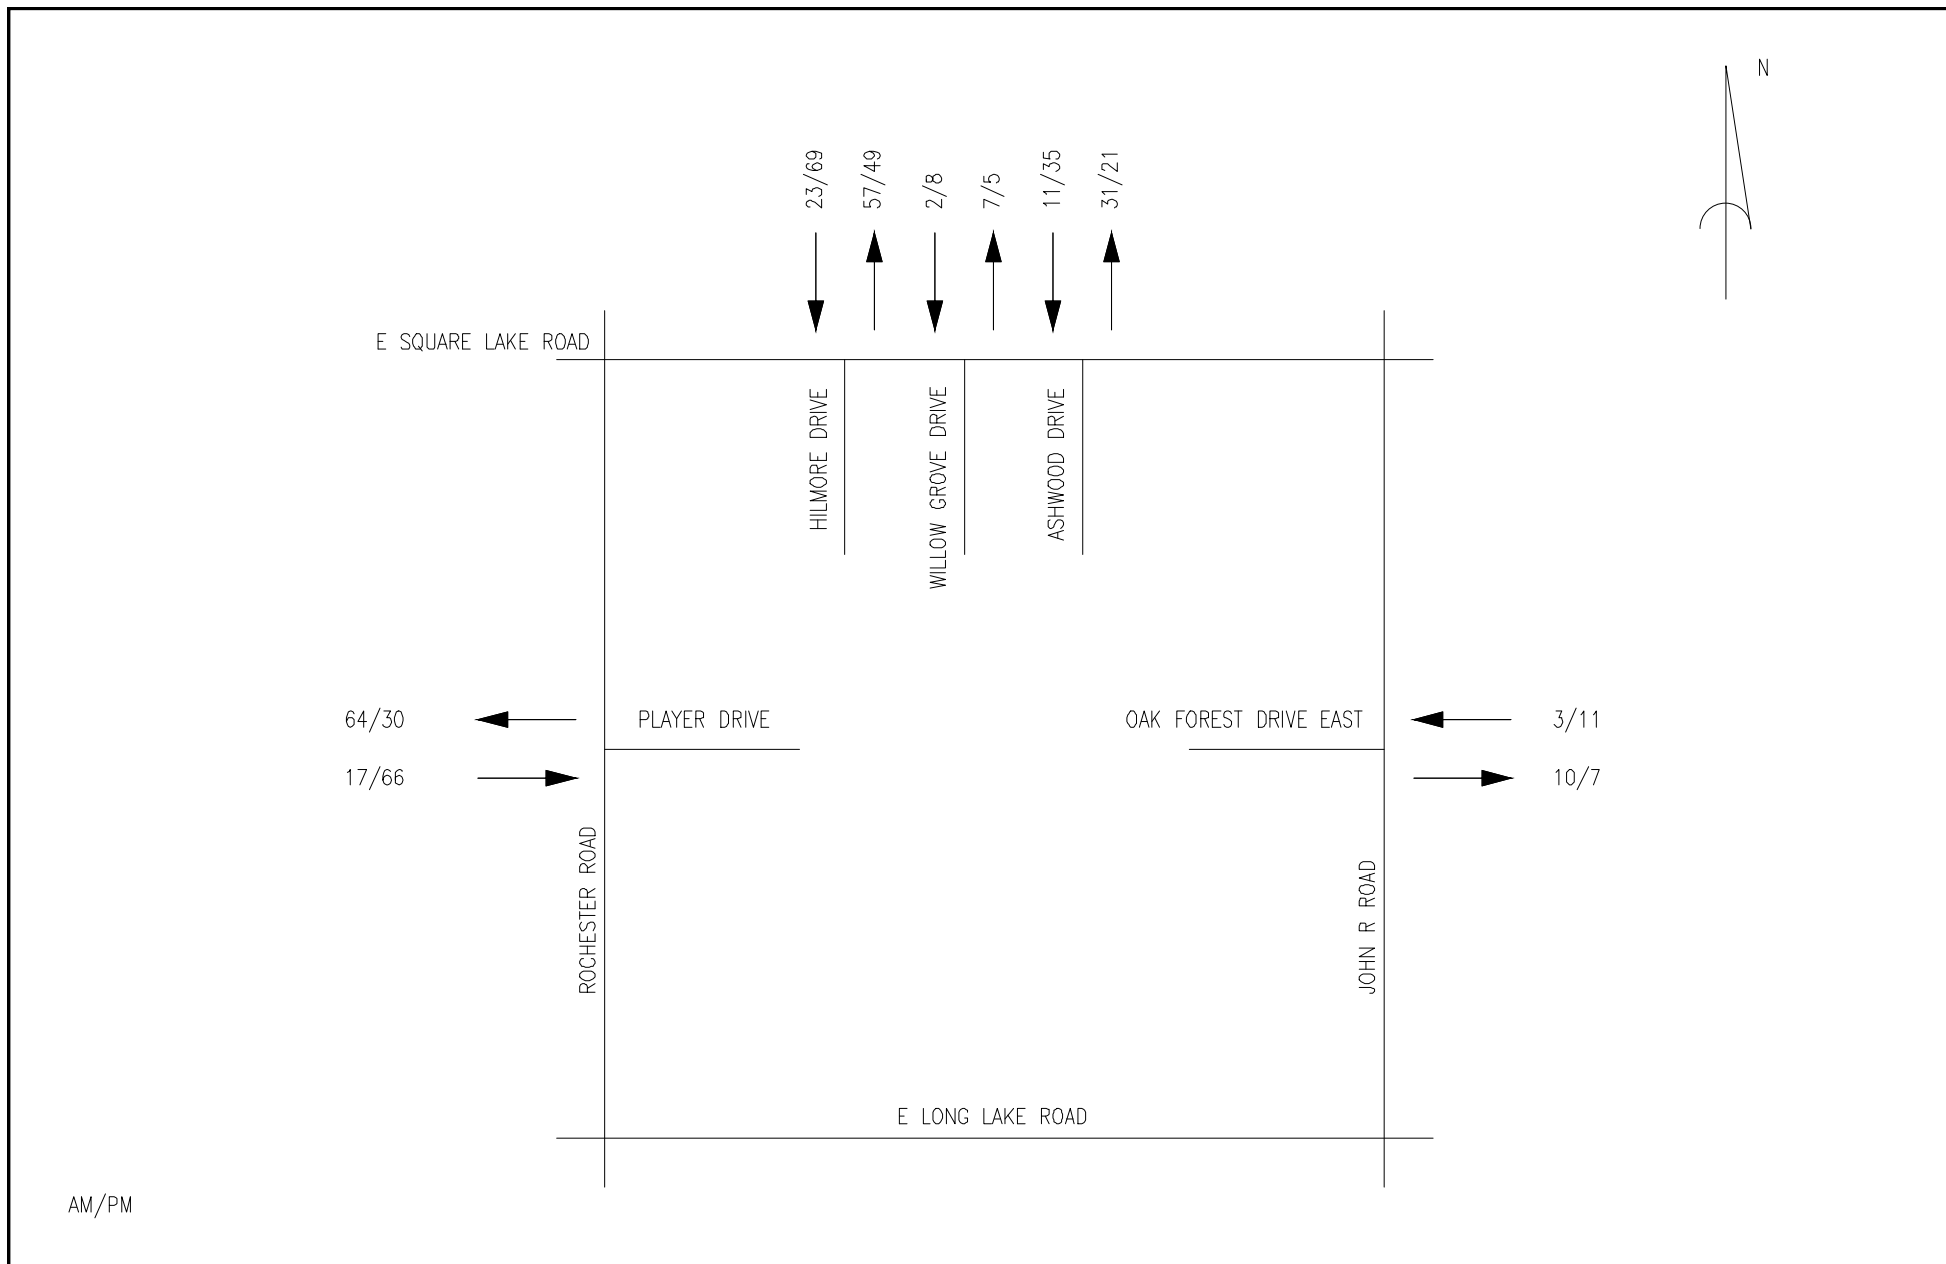 N
23/69
57/49
2/8
7/5
11/35
31/21
E SQUARE LAKE ROAD
HILMORE DRIVE
WILLOW GROVE DRIVE
ASHWOOD DRIVE
64/30
PLAYER DRIVE
OAK FOREST DRIVE EAST
3/11
17/66
10/7
ROCHESTER ROAD
JOHN R ROAD
E LONG LAKE ROAD
AM/PM